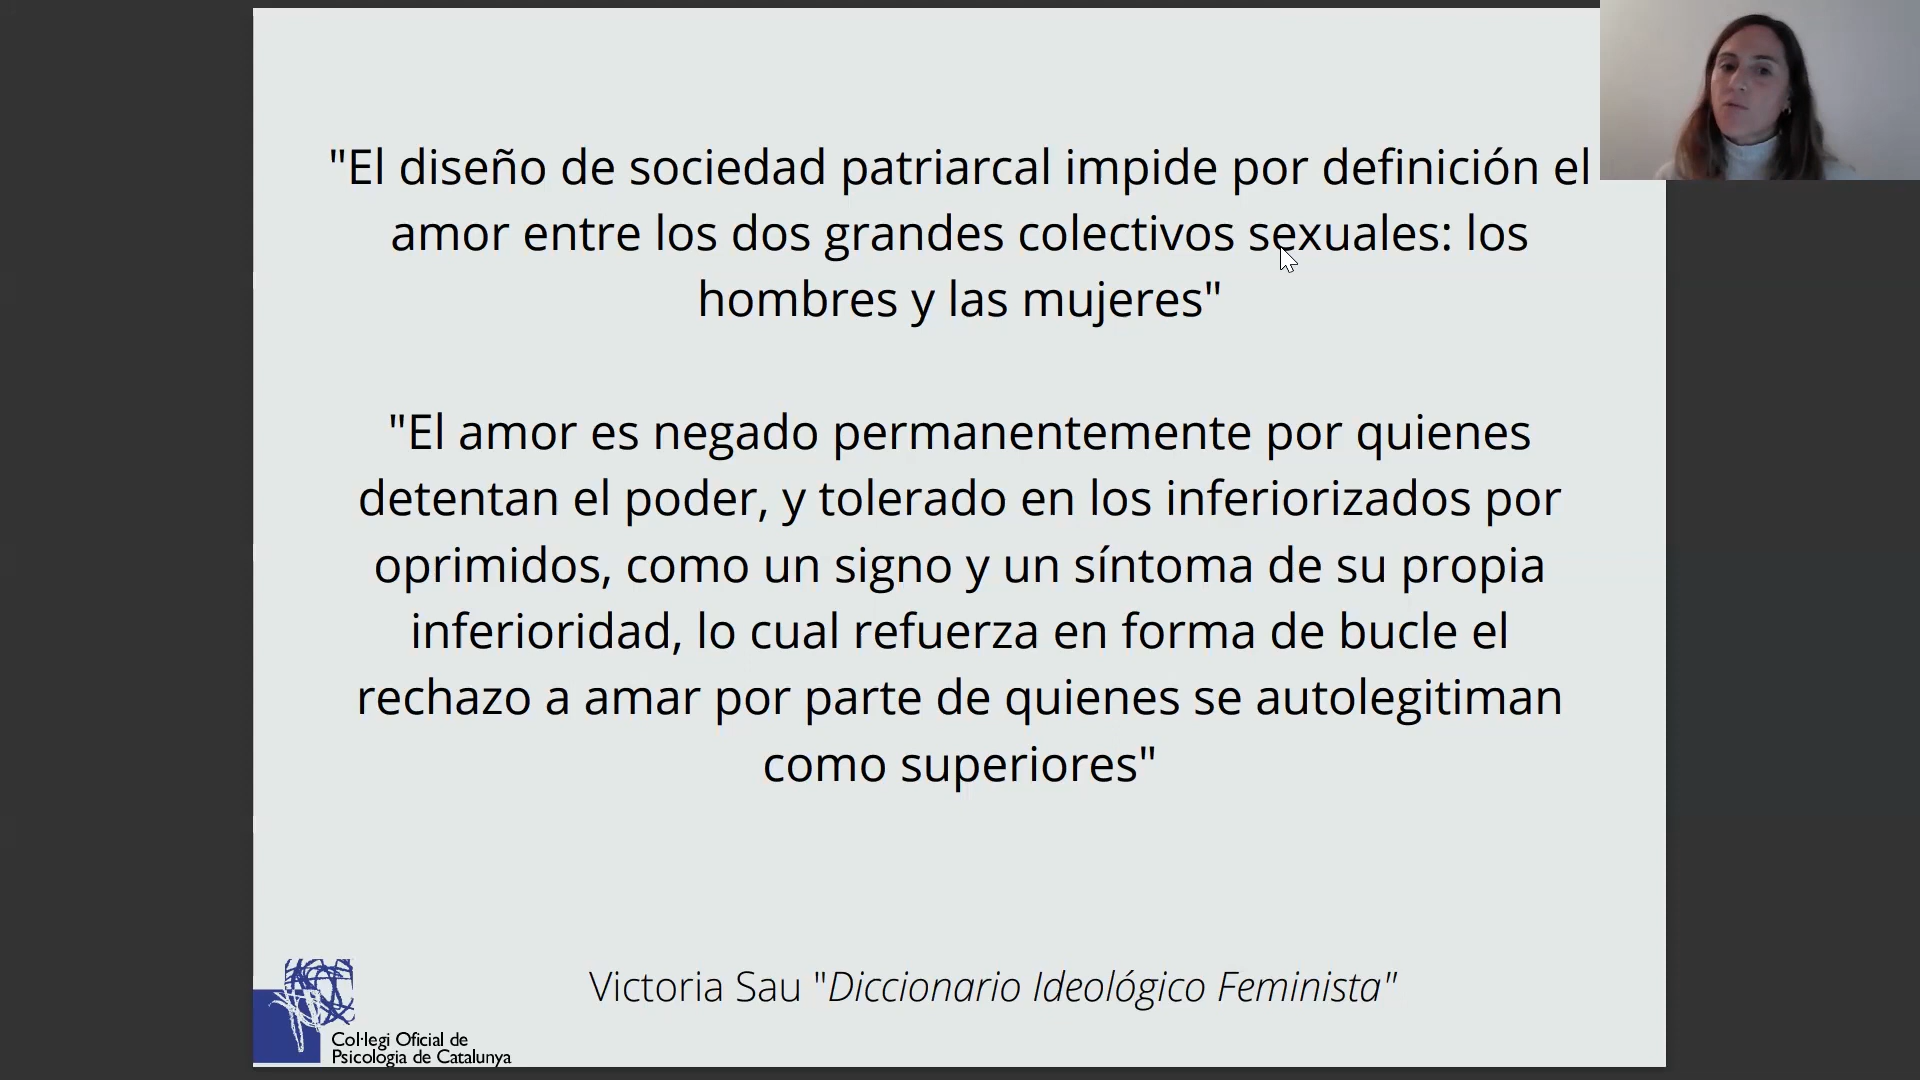 "El diseño de sociedad patriarcal impide por definición el
amor entre los dos grandes colectivos sexuales: los
hombres y las mujeres"
"El amor es negado permanentemente por quienes
detentan el poder, y tolerado en los inferiorizados por
oprimidos, como un signo y un síntoma de su propia
inferioridad, lo cual refuerza en forma de bucle el
rechazo a amar por parte de quienes se autolegitiman
como superiores"
Victoria Sau "Diccionario Ideológico Feminista"
Col·legi Oficial de
Psicologia de Catalunya